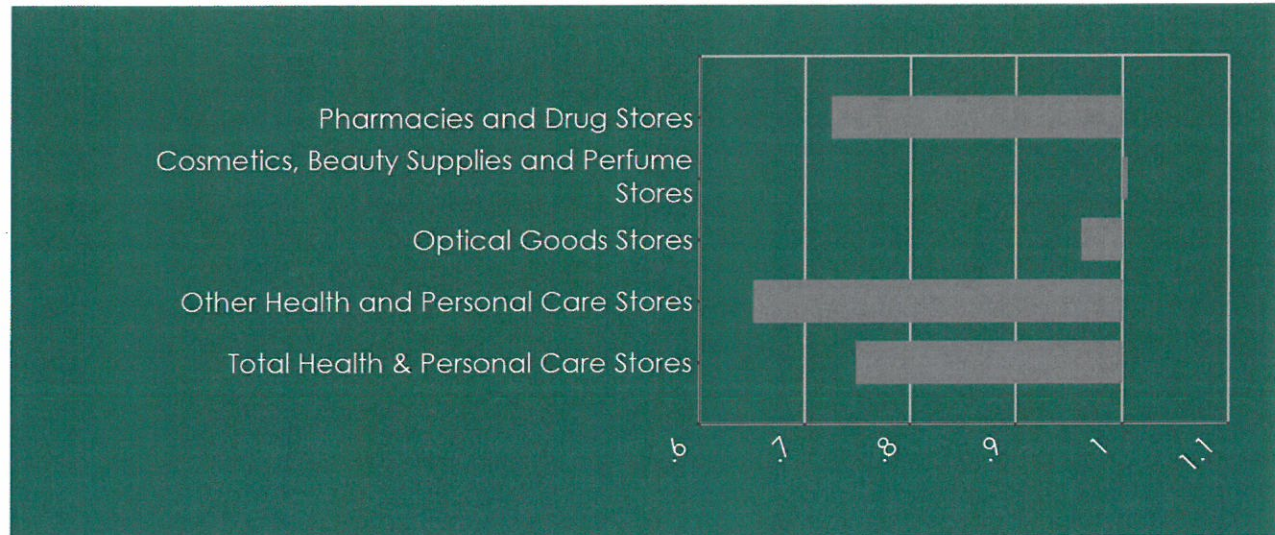 Pharmacies and Drug Stores
Cosmetics, Beauty Supplies and Perfume
Stores
Optical Goods Stores
Other Health and Personal Care Stores
Total Health & Personal Care Stores
.6
.7
.8
.9
1
1.1